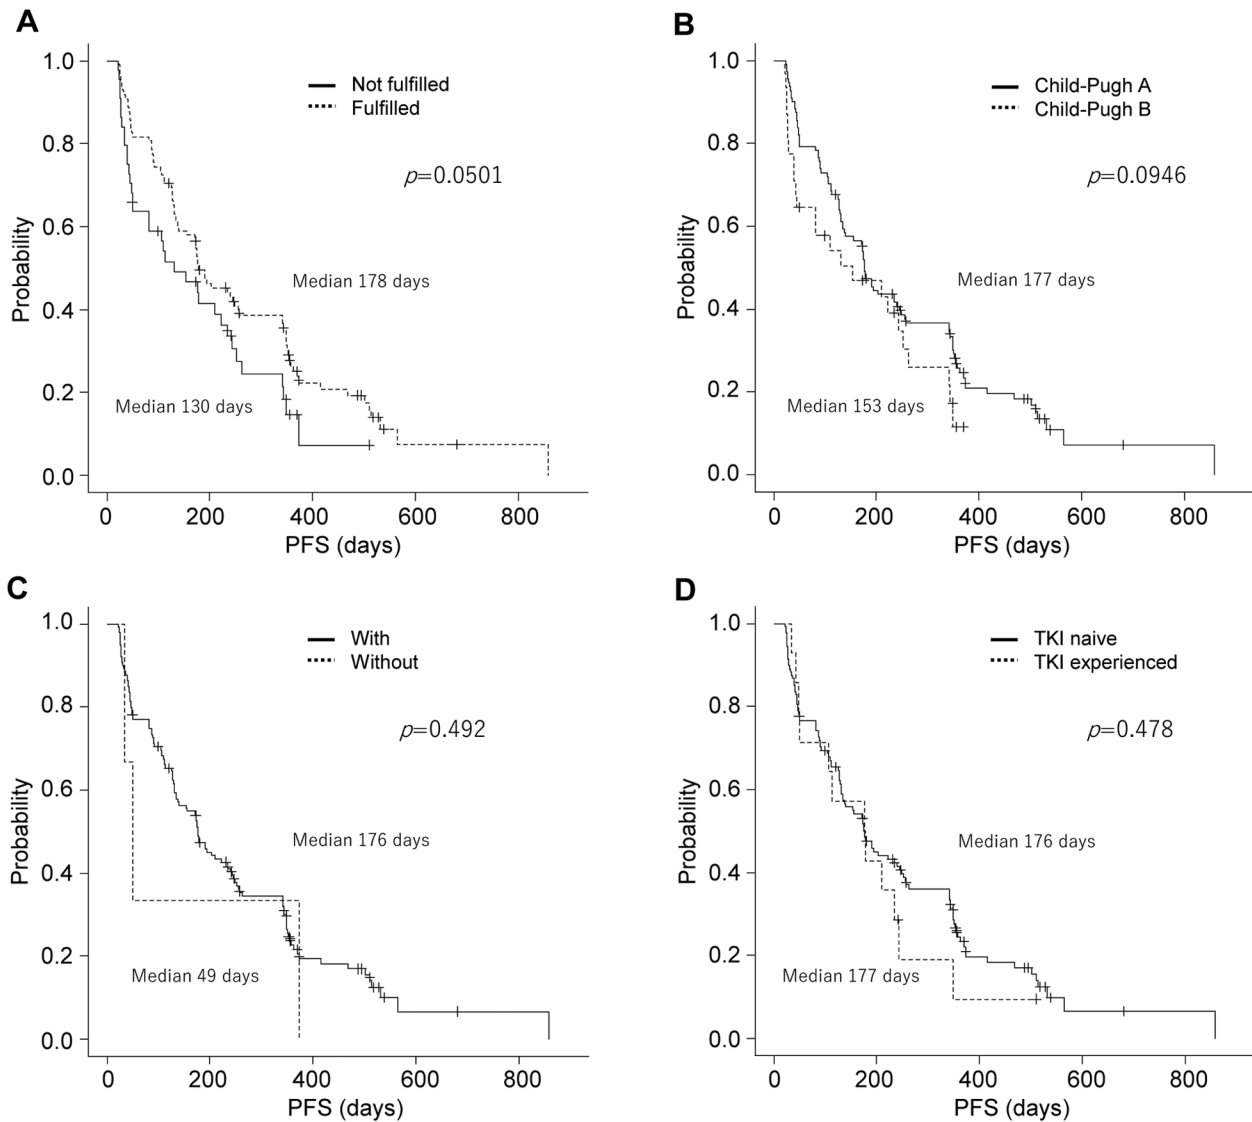 A
1.0
0.8
0.6
0.4
0.2
0.0
Probability
Not fulfilled
Fulfilled
p=0.0501
Median 178 days
Median 130 days
0 200 400 600 800
PFS (days)
B
1.0
0.8
0.6
0.4
0.2
0.0
Probability
Child-Pugh A
Child-Pugh B
p=0.0946
Median 177 days
Median 153 days
0 200 400 600 800
PFS (days)
C
1.0
0.8
0.6
0.4
0.2
0.0
Probability
With
Without
p=0.492
Median 176 days
Median 49 days
0 200 400 600 800
PFS (days)
D
1.0
0.8
0.6
0.4
0.2
0.0
Probability
TKI naive
TKI experienced
p=0.478
Median 176 days
Median 177 days
0 200 400 600 800
PFS (days)